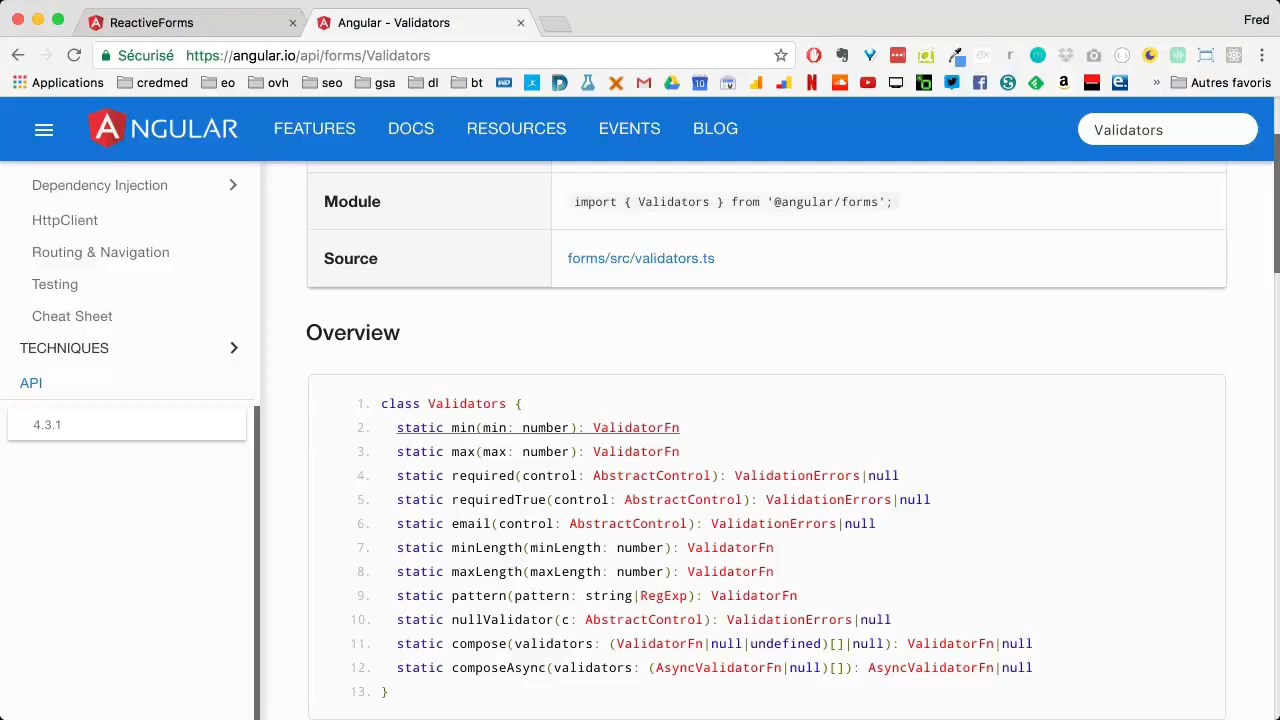 ReactiveForms
Angular - Validators
Fred
Sécurisé https://angular.io/api/forms/Validators
Applications credmed eo ovh seo gsa dl bt Autres favoris
ANGULAR FEATURES DOCS RESOURCES EVENTS BLOG Validators
Dependency Injection
HttpClient
Routing & Navigation
Testing
Cheat Sheet
TECHNIQUES
API
4.3.1
Module import { Validators } from '@angular/forms';
Source forms/src/validators.ts
Overview
1. class Validators {
2. static min(min: number): ValidatorFn
3. static max(max: number): ValidatorFn
4. static required(control: AbstractControl): ValidationErrors|null
5. static requiredTrue(control: AbstractControl): ValidationErrors|null
6. static email(control: AbstractControl): ValidationErrors|null
7. static minLength(minLength: number): ValidatorFn
8. static maxLength(maxLength: number): ValidatorFn
9. static pattern(pattern: string|RegExp): ValidatorFn
10. static nullValidator(c: AbstractControl): ValidationErrors|null
11. static compose(validators: (ValidatorFn|null|undefined)[]|null): ValidatorFn|null
12. static composeAsync(validators: (AsyncValidatorFn|null)[]): AsyncValidatorFn|null
13. }